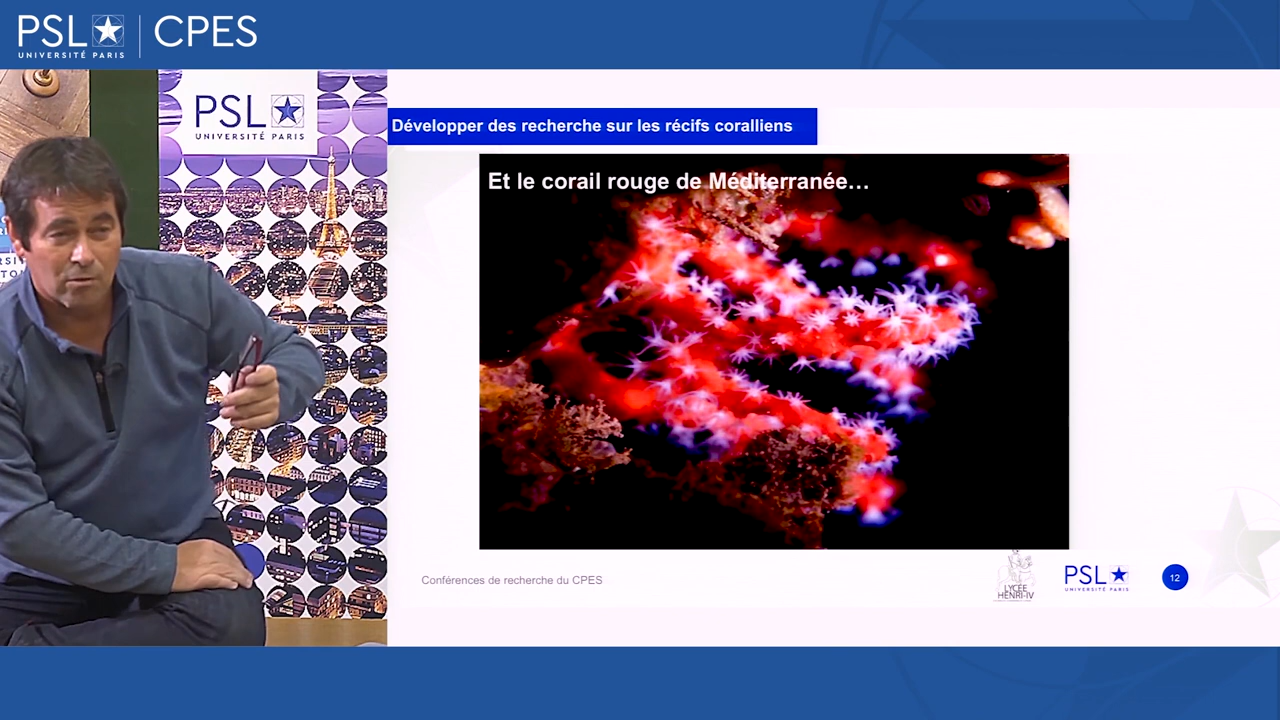 PSL CPES
UNIVERSITÉ PARIS
PSL
UNIVERSITÉ PARIS
Développer des recherche sur les récifs coralliens
Et le corail rouge de Méditerranée…
Conférences de recherche du CPES
LYCÉE
HENRI-IV
PSL
UNIVERSITÉ PARIS
12